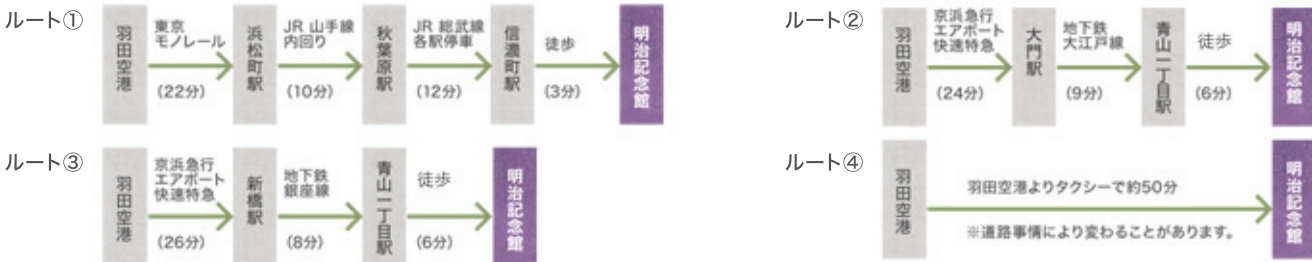 ルート①
羽田空港
東京
モノレール
(22分)
浜松町駅
JR 山手線
内回り
(10分)
秋葉原駅
JR 総武線
各駅停車
(12分)
信濃町駅
徒歩
(3分)
明治記念館
ルート②
羽田空港
京浜急行
エアポート
快速特急
(24分)
大門駅
地下鉄
大江戸線
(9分)
青山一丁目駅
徒歩
(6分)
明治記念館
ルート③
羽田空港
京浜急行
エアポート
快速特急
(26分)
新橋駅
地下鉄
銀座線
(8分)
青山一丁目駅
徒歩
(6分)
明治記念館
ルート④
羽田空港
羽田空港よりタクシーで約50分
※道路事情により変わることがあります。
明治記念館